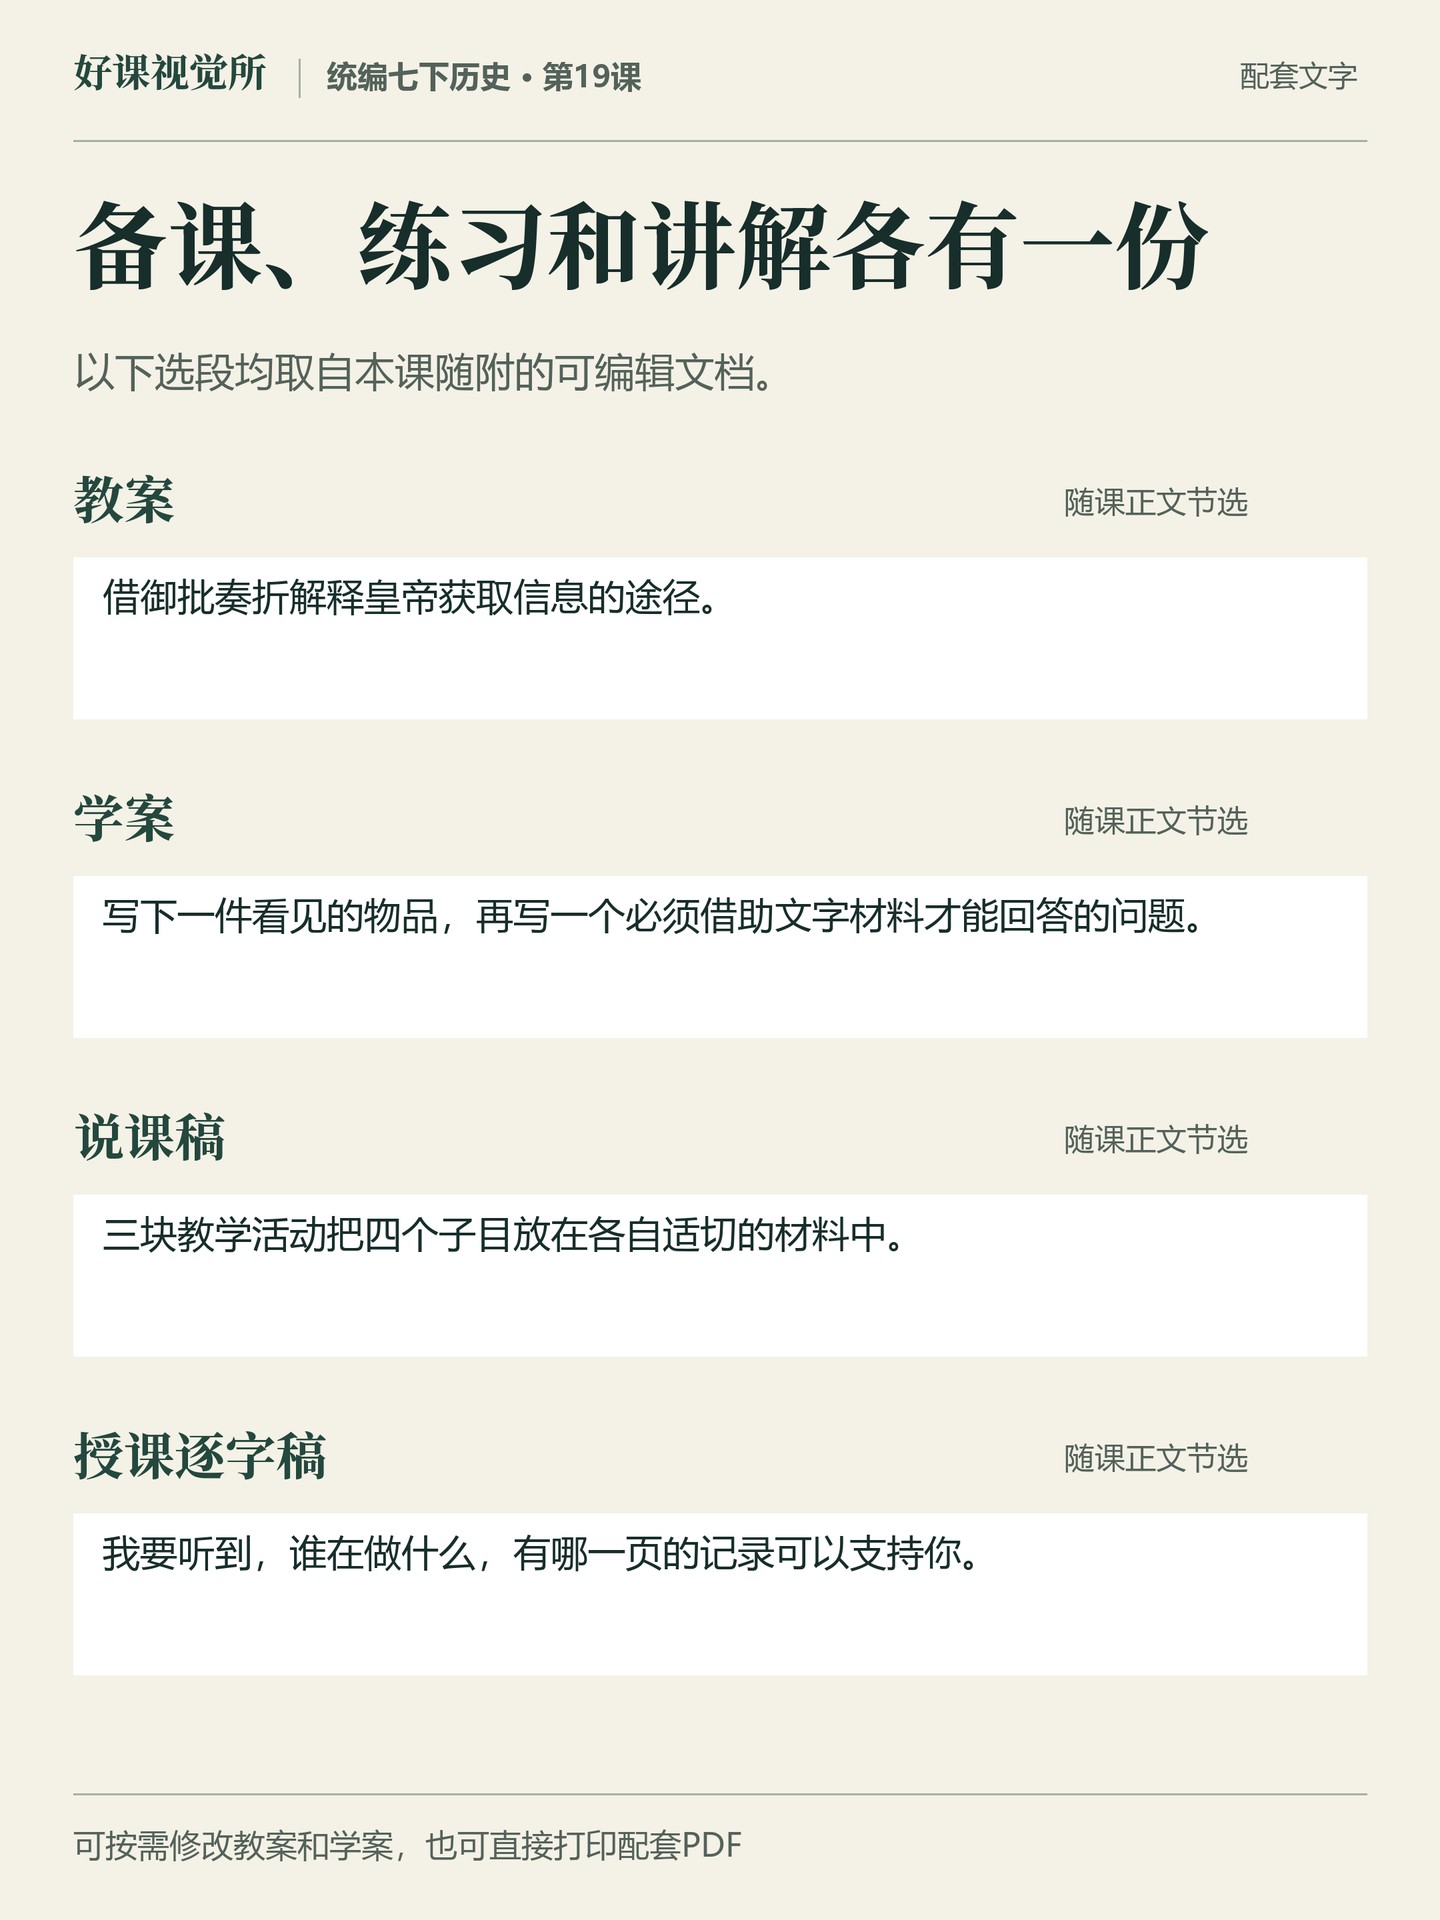 好课视觉所 统编七下历史·第19课 配套文字
备课、练习和讲解各有一份
以下选段均取自本课随附的可编辑文档。
教案 随课正文节选
借御批奏折解释皇帝获取信息的途径。
学案 随课正文节选
写下一件看见的物品，再写一个必须借助文字材料才能回答的问题。
说课稿 随课正文节选
三块教学活动把四个子目放在各自适切的材料中。
授课逐字稿 随课正文节选
我要听到，谁在做什么，有哪一页的记录可以支持你。
可按需修改教案和学案，也可直接打印配套PDF